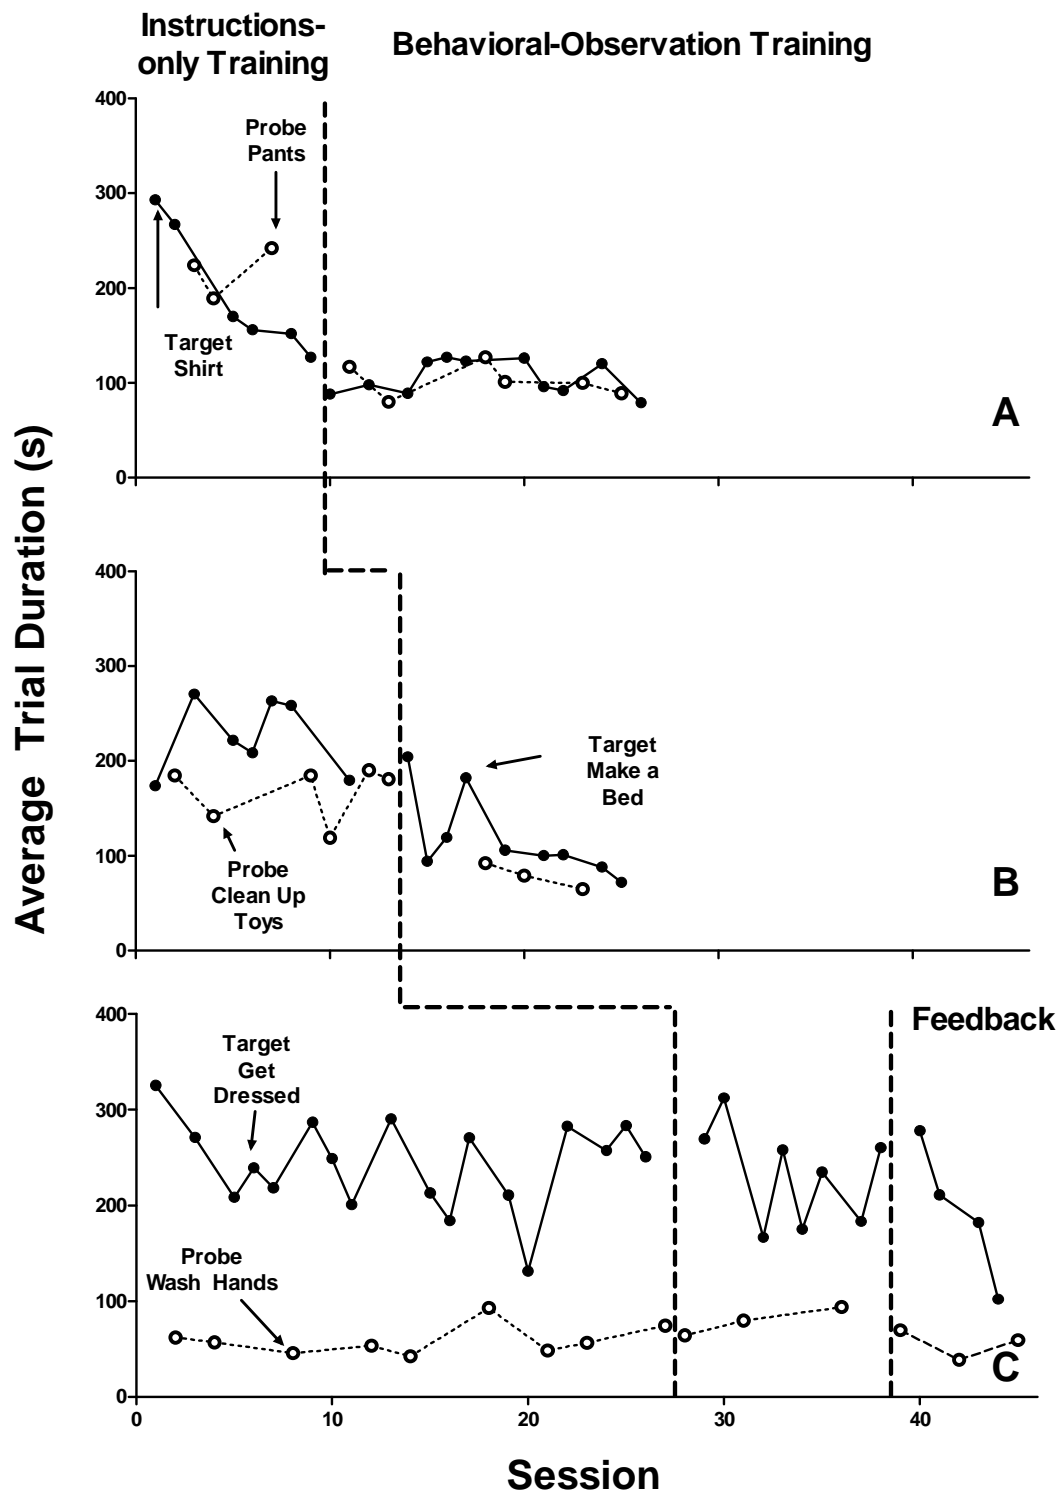 Instructions-
only Training
Behavioral-Observation Training
Average Trial Duration (s)
400
300
200
100
0
Probe
Pants
Target
Shirt
A
400
300
200
100
0
Target
Make a
Bed
Probe
Clean Up
Toys
B
Feedback
400
300
200
100
0
Target
Get
Dressed
Probe
Wash Hands
C
0
10
20
30
40
Session